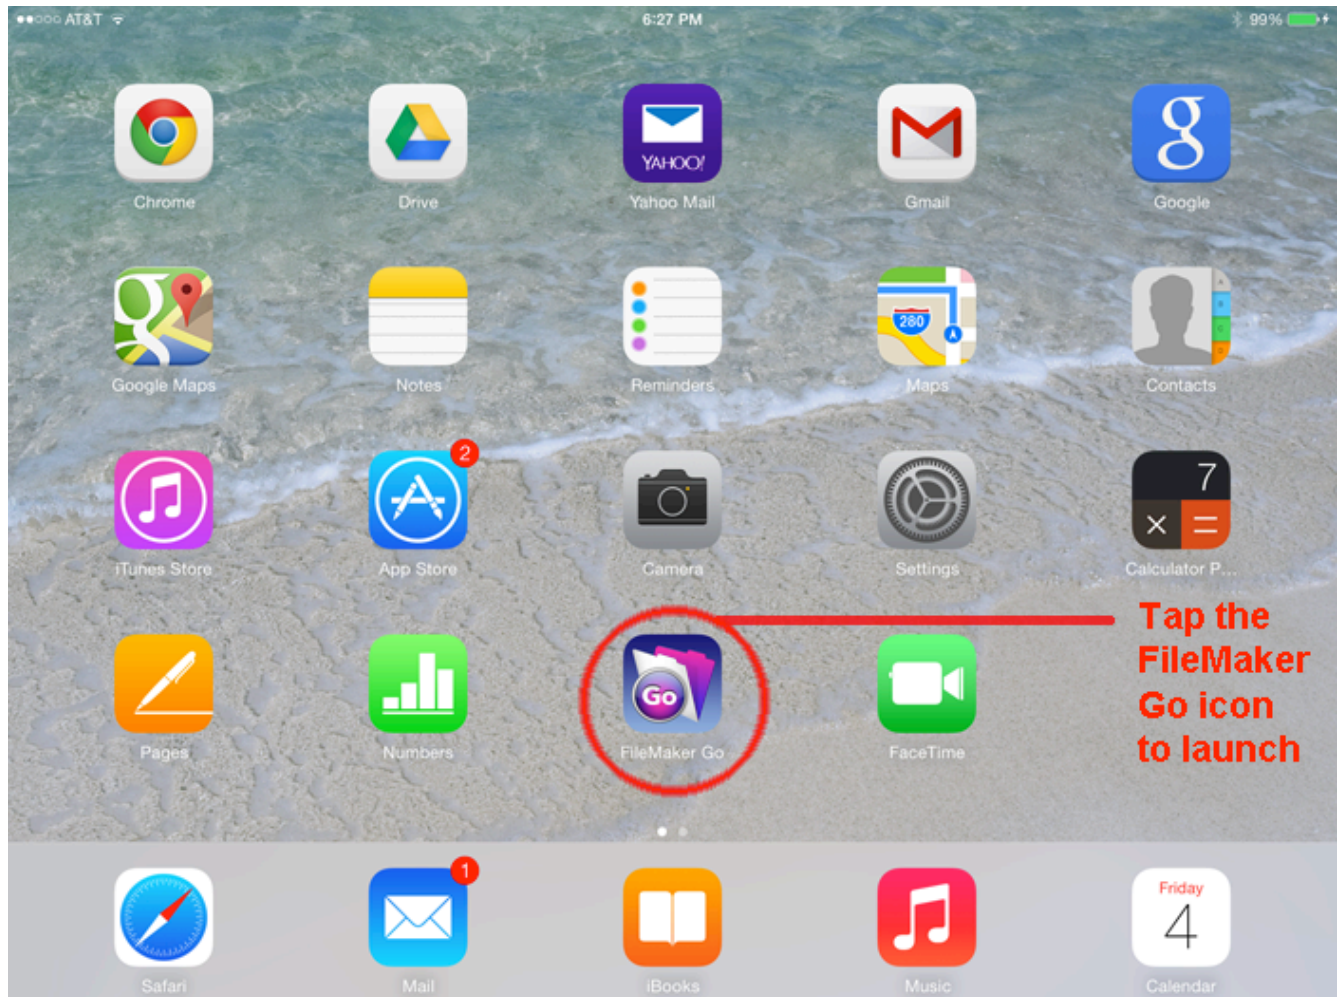 AT&T
6:27 PM
99%
YAHOO!
g
Chrome
Drive
Yahoo Mail
Gmail
Google
g
280
A
B
C
D
Google Maps
Notes
Reminders
Maps
Contacts
2
7
× =
iTunes Store
App Store
Camera
Settings
Calculator P...
Go
Pages
Numbers
FileMaker Go
FaceTime
Tap the
FileMaker
Go icon
to launch
1
Friday
4
Safari
Mail
iBooks
Music
Calendar